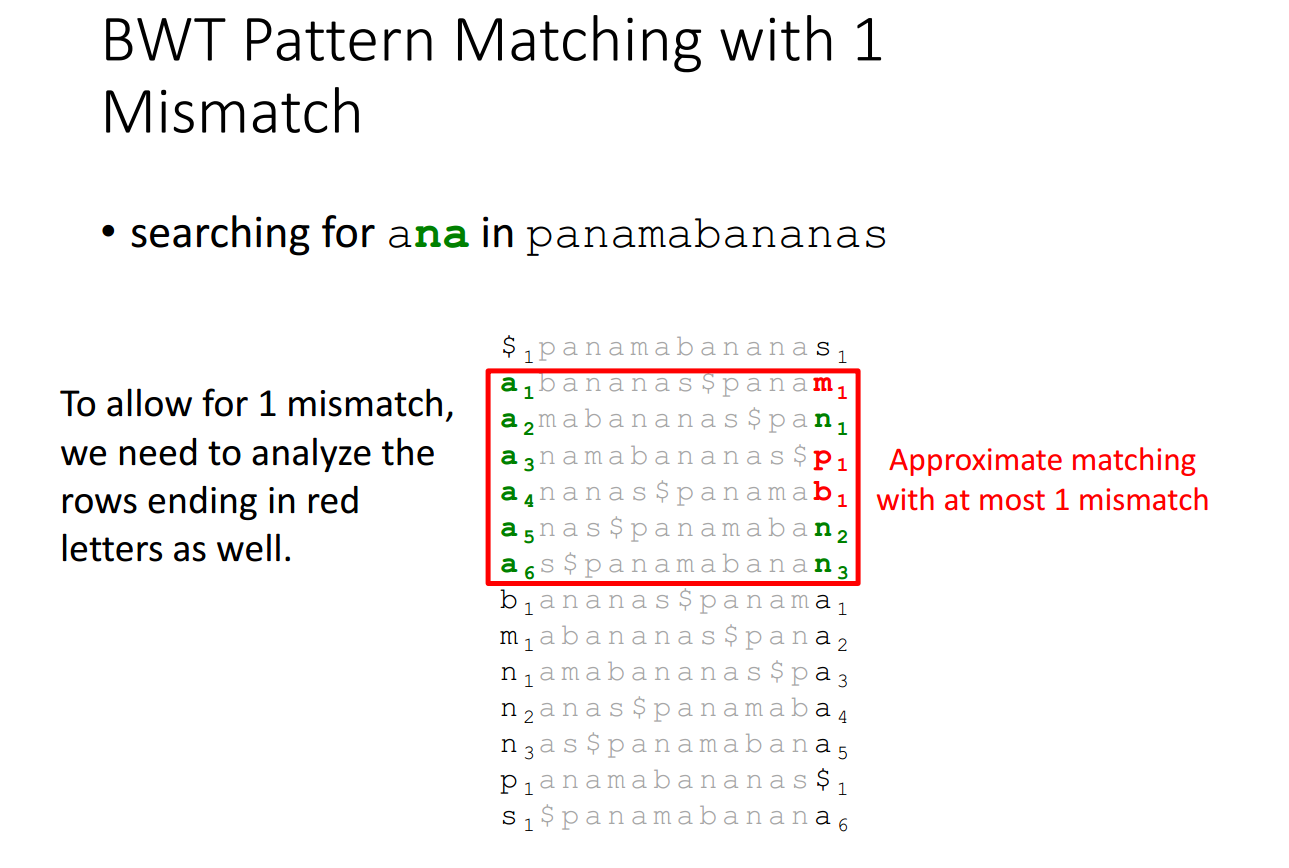 BWT Pattern Matching with 1
Mismatch
• searching for ana in panamabananas
To allow for 1 mismatch,
we need to analyze the
rows ending in red
letters as well.
$1panamabananas1
a1bananas$panam1
a2mabananas$pan1
a3namabananas$p1
a4nanas$panamab1
a5nas$panamaban2
a6s$panamabanan3
b1ananas$panama1
m1abananas$pana2
n1amabananas$pa3
n2anas$panamaba4
n3as$panamabana5
p1anamabananas$1
s1$panamabanana6
Approximate matching
with at most 1 mismatch